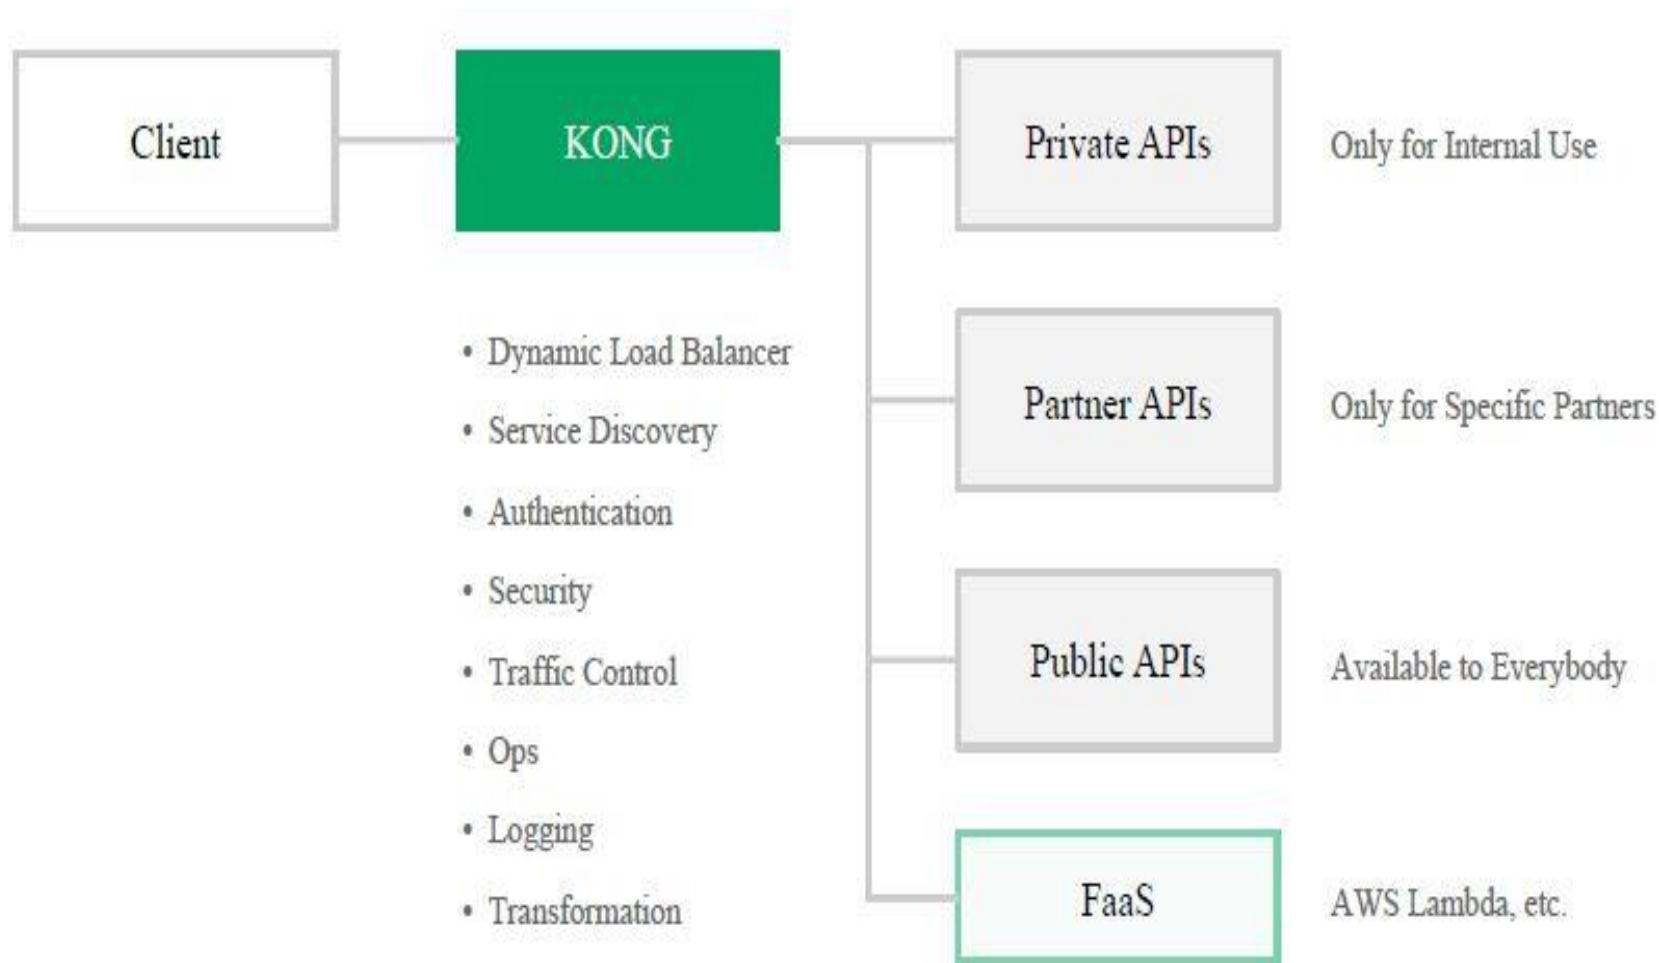 Client
KONG
• Dynamic Load Balancer
• Service Discovery
• Authentication
• Security
• Traffic Control
• Ops
• Logging
• Transformation
Private APIs
Only for Internal Use
Partner APIs
Only for Specific Partners
Public APIs
Available to Everybody
FaaS
AWS Lambda, etc.